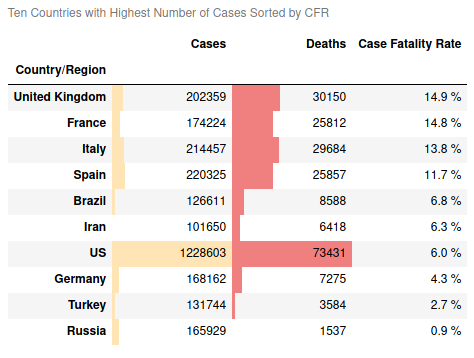 Ten Countries with Highest Number of Cases Sorted by CFR
Cases Deaths Case Fatality Rate
Country/Region
United Kingdom 202359 30150 14.9 %
France 174224 25812 14.8 %
Italy 214457 29684 13.8 %
Spain 220325 25857 11.7 %
Brazil 126611 8588 6.8 %
Iran 101650 6418 6.3 %
US 1228603 73431 6.0 %
Germany 168162 7275 4.3 %
Turkey 131744 3584 2.7 %
Russia 165929 1537 0.9 %